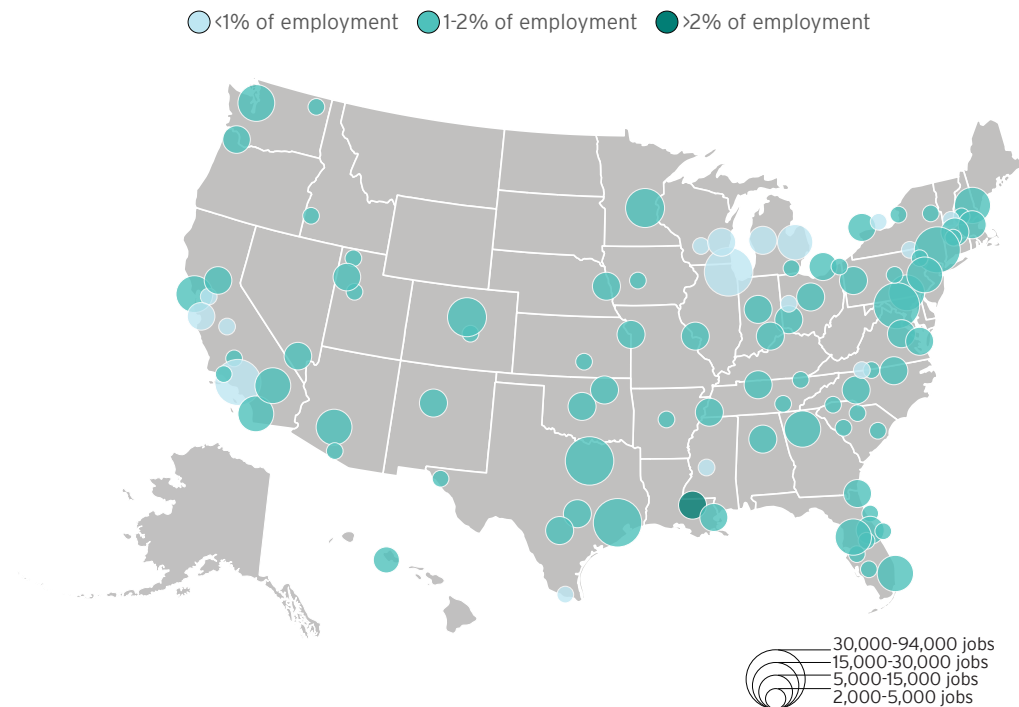 <1% of employment 1-2% of employment >2% of employment
30,000-94,000 jobs
15,000-30,000 jobs
5,000-15,000 jobs
2,000-5,000 jobs